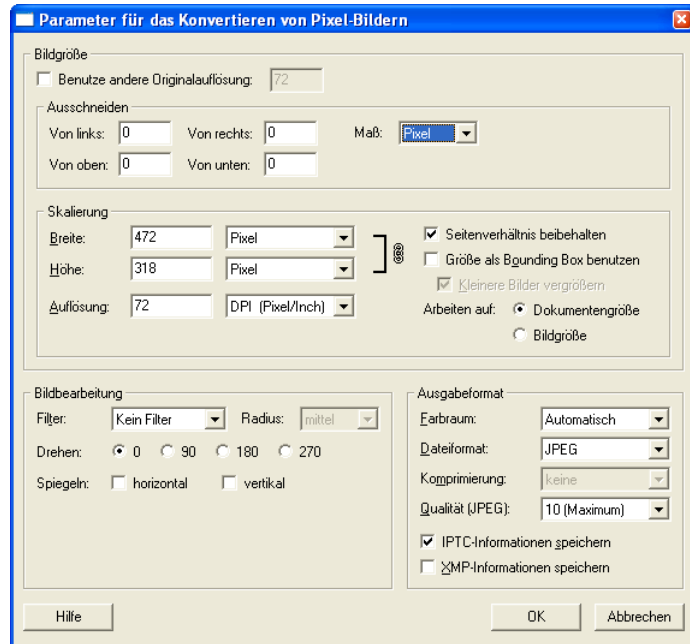 Parameter für das Konvertieren von Pixel-Bildern
Bildgröße
Benutze andere Originalauflösung: 72
Ausschneiden
Von links: 0 Von rechts: 0 Maß: Pixel
Von oben: 0 Von unten: 0
Skalierung
Breite: 472 Pixel Seitenverhältnis beibehalten
Größe als Bounding Box benutzen
Höhe: 318 Pixel
Kleinere Bilder vergrößern
Auflösung: 72 DPI (Pixel/Inch) Arbeiten auf: Dokumentengröße
Bildgröße
Bildbearbeitung
Filter: Kein Filter Radius: mittel
Drehen: 0 90 180 270
Spiegeln: horizontal vertikal
Ausgabeformat
Farbraum: Automatisch
Dateiformat: JPEG
Komprimierung: keine
Qualität (JPEG): 10 (Maximum)
IPTC-Informationen speichern
XMP-Informationen speichern
Hilfe OK Abbrechen